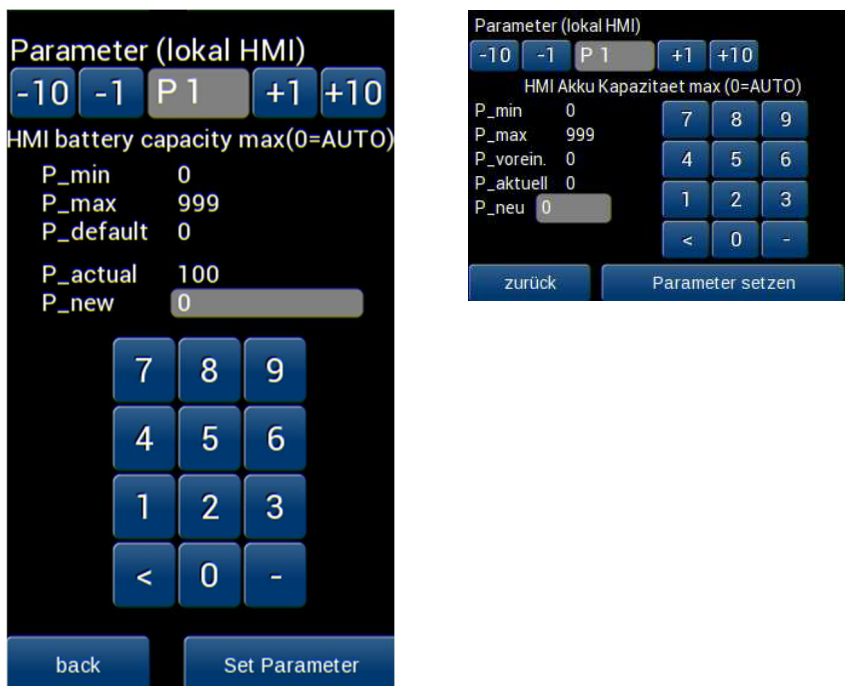 Parameter (lokal HMI)
-10 -1 P 1 +1 +10
HMI battery capacity max(0=AUTO)
P_min 0
P_max 999
P_default 0
P_actual 100
P_new 0
7 8 9
4 5 6
1 2 3
< 0 -
back Set Parameter
Parameter (lokal HMI)
-10 -1 P 1 +1 +10
HMI Akku Kapazitaet max (0=AUTO)
P_min 0
P_max 999
P_vorein. 0
P_aktuell 0
P_neu 0
7 8 9
4 5 6
1 2 3
< 0 -
zurück Parameter setzen